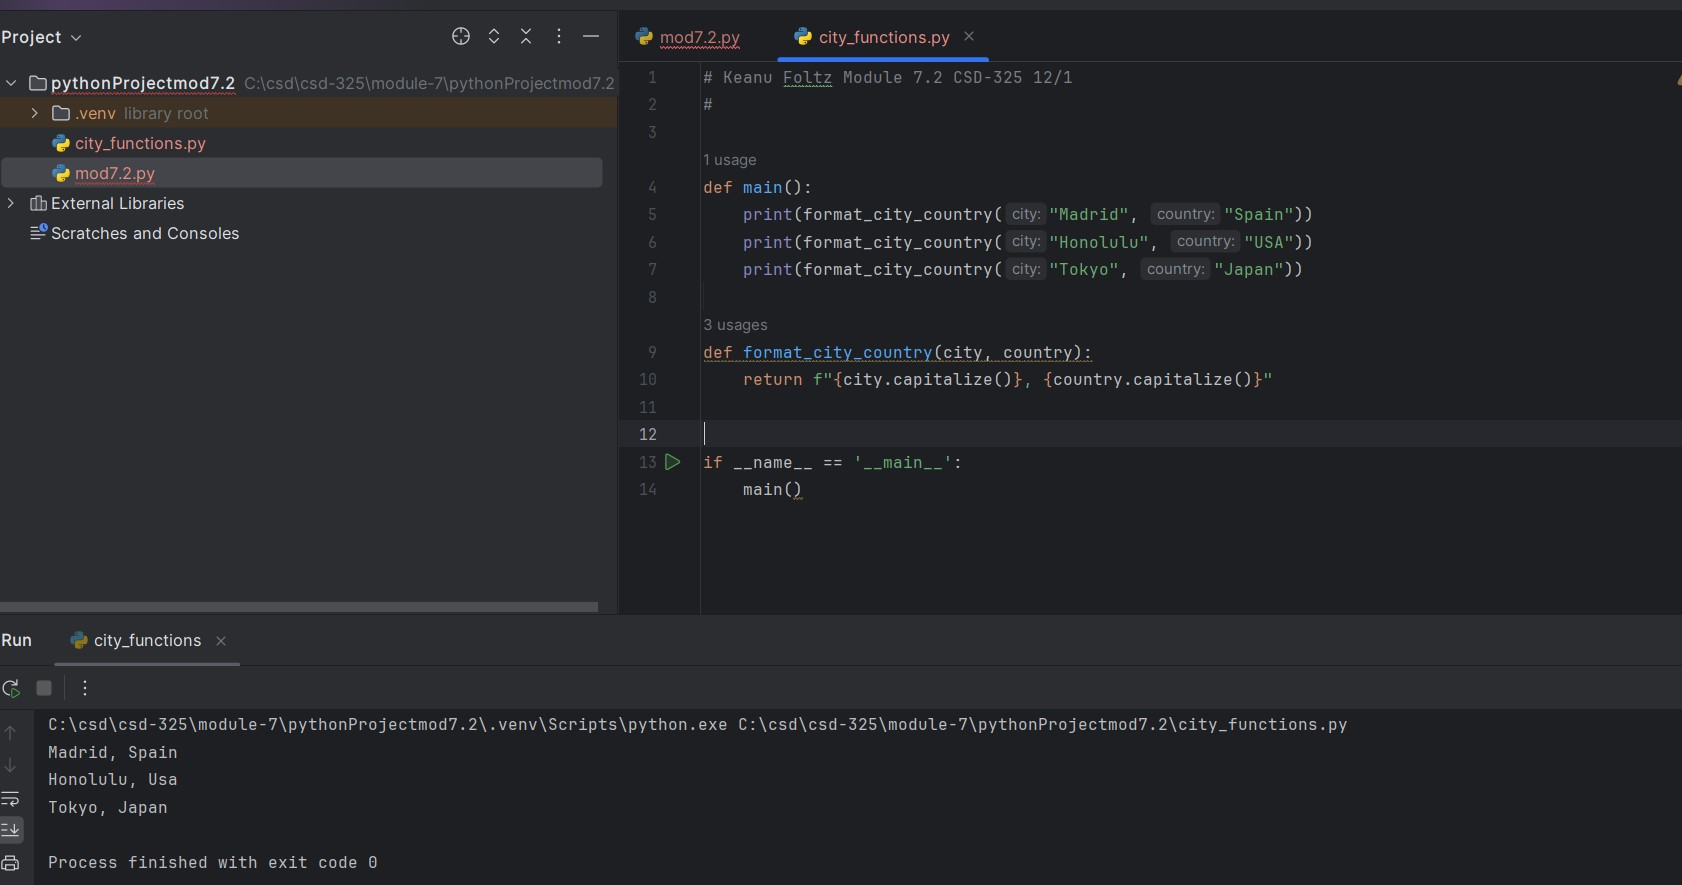 Project
pythonProjectmod7.2 C:\csd\csd-325\module-7\pythonProjectmod7.2
.venv library root
city_functions.py
mod7.2.py
External Libraries
Scratches and Consoles
mod7.2.py city_functions.py
1 # Keanu Foltz Module 7.2 CSD-325 12/1
2 #
3
1 usage
4 def main():
5     print(format_city_country( city: "Madrid", country: "Spain"))
6     print(format_city_country( city: "Honolulu", country: "USA"))
7     print(format_city_country( city: "Tokyo", country: "Japan"))
8
3 usages
9 def format_city_country(city, country):
10     return f"{city.capitalize()}, {country.capitalize()}"
11
12
13 if __name__ == '__main__':
14     main()
Run city_functions
C:\csd\csd-325\module-7\pythonProjectmod7.2\.venv\Scripts\python.exe C:\csd\csd-325\module-7\pythonProjectmod7.2\city_functions.py
Madrid, Spain
Honolulu, Usa
Tokyo, Japan
Process finished with exit code 0